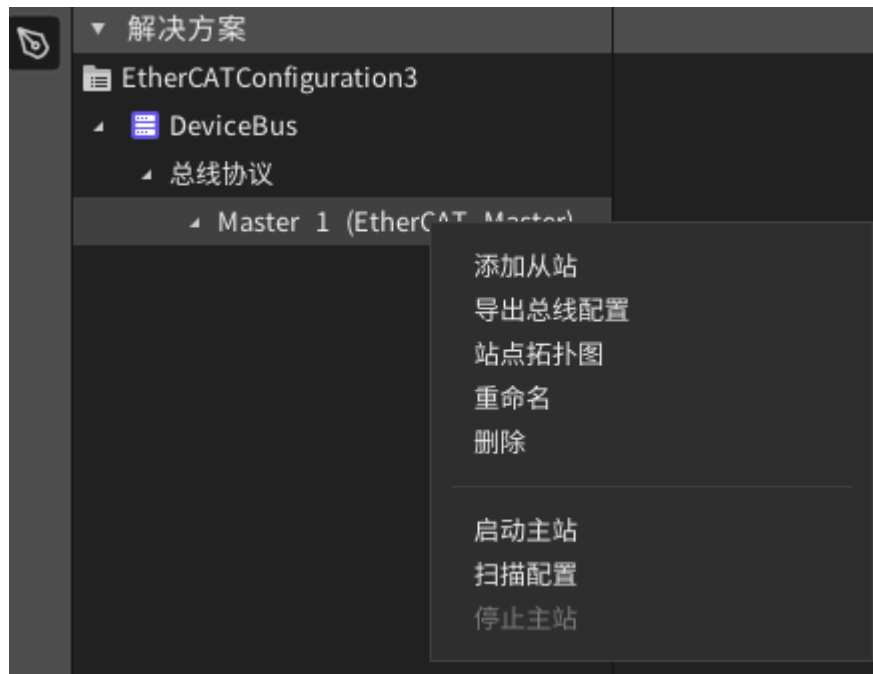 解决方案
EtherCATConfiguration3
DeviceBus
总线协议
Master 1 (EtherCAT Master)
添加从站
导出总线配置
站点拓扑图
重命名
删除
启动主站
扫描配置
停止主站